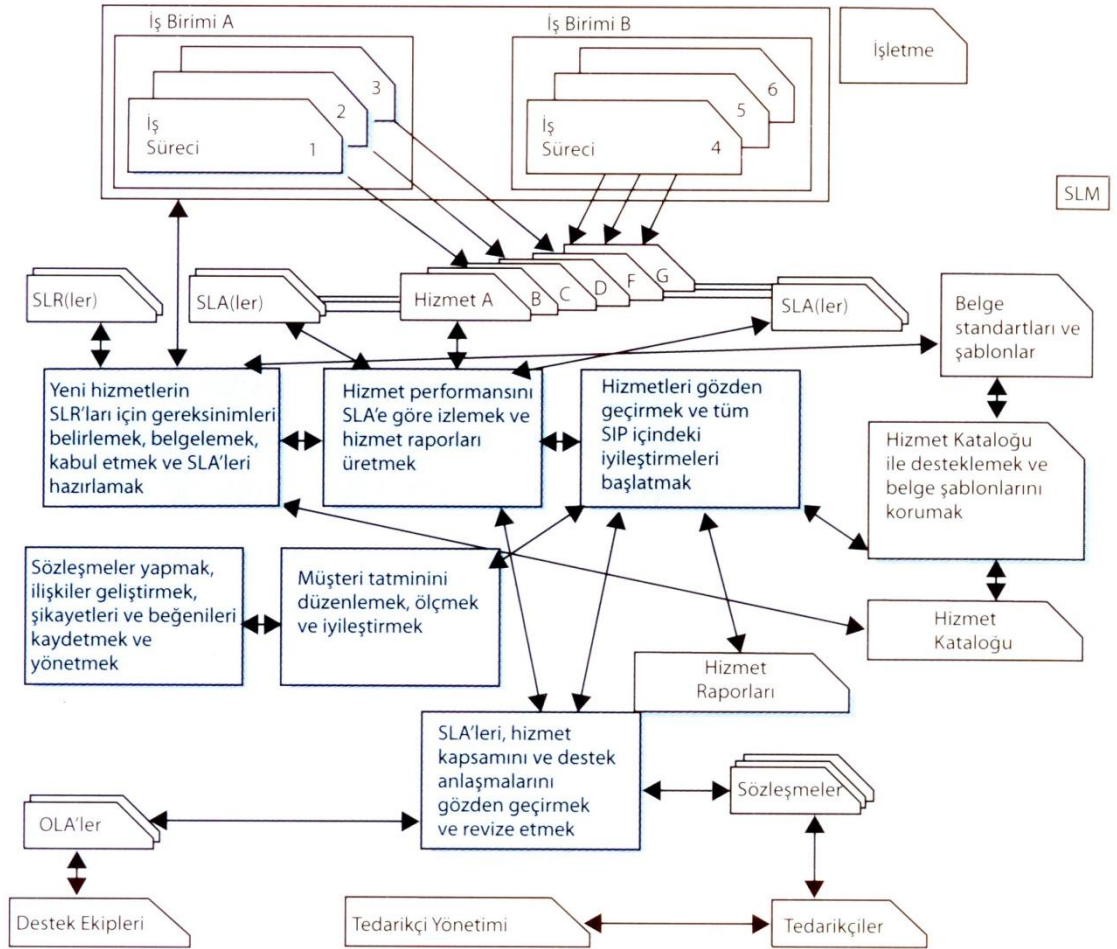 İş Birimi A
İş Birimi B
İşletme
3
2
İş
Süreci 1
6
5
İş
Süreci 4
SLM
SLR(ler)
SLA(ler)
Hizmet A
B
C
D
F
G
SLA(ler)
Belge
standartları ve
şablonlar
Yeni hizmetlerin
SLR'ları için gereksinimleri
belirlemek, belgelemek,
kabul etmek ve SLA'leri
hazırlamak
Hizmet performansını
SLA'e göre izlemek ve
hizmet raporları
üretmek
Hizmetleri gözden
geçirmek ve tüm
SIP içindeki
iyileştirmeleri
başlatmak
Hizmet Kataloğu
ile desteklemek ve
belge şablonlarını
korumak
Sözleşmeler yapmak,
ilişkiler geliştirmek,
şikayetleri ve beğenileri
kaydetmek ve
yönetmek
Müşteri tatminini
düzenlemek, ölçmek
ve iyileştirmek
Hizmet
Kataloğu
Hizmet
Raporları
SLA'leri, hizmet
kapsamını ve destek
anlaşmalarını
gözden geçirmek
ve revize etmek
Sözleşmeler
OLA'ler
Destek Ekipleri
Tedarikçi Yönetimi
Tedarikçiler